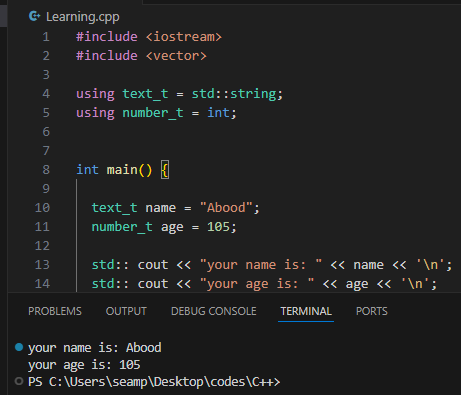 Learning.cpp
1 #include <iostream>
2 #include <vector>
3
4 using text_t = std::string;
5 using number_t = int;
6
7
8 int main() {
9
10 text_t name = "Abood";
11 number_t age = 105;
12
13 std:: cout << "your name is: " << name << '\n';
14 std:: cout << "your age is: " << age << '\n';
PROBLEMS OUTPUT DEBUG CONSOLE TERMINAL PORTS
your name is: Abood
your age is: 105
PS C:\Users\seamp\Desktop\codes\C++>